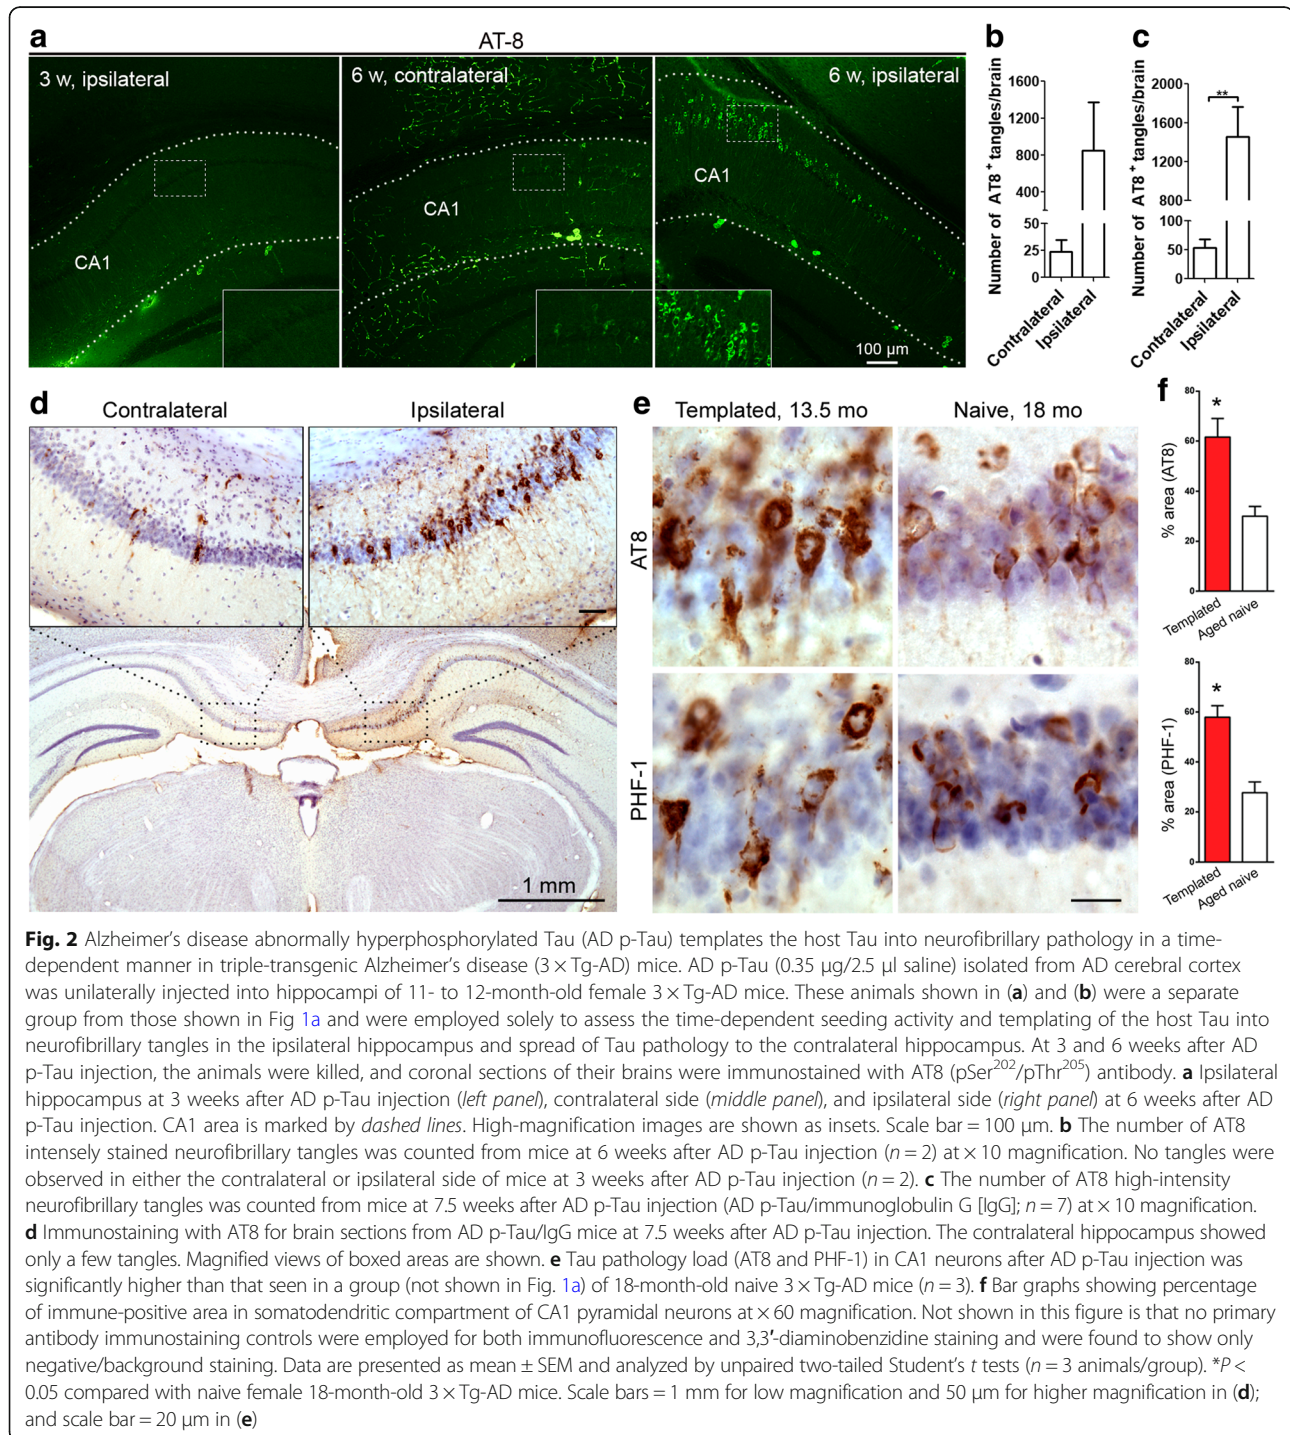 a
AT-8
3 w, ipsilateral
6 w, contralateral
6 w, ipsilateral
CA1
CA1
CA1
100 µm
b
Number of AT8+ tangles/brain
1600
1200
800
400
50
25
0
Contralateral
Ipsilateral
c
Number of AT8+ tangles/brain
2000
1600
1200
800
100
50
0
**
Contralateral
Ipsilateral
d
Contralateral
Ipsilateral
1 mm
e
Templated, 13.5 mo
Naive, 18 mo
AT8
PHF-1
f
% area (AT8)
80
60
40
20
0
*
Templated
Aged naive
% area (PHF-1)
80
60
40
20
0
*
Templated
Aged naive
Fig. 2 Alzheimer's disease abnormally hyperphosphorylated Tau (AD p-Tau) templates the host Tau into neurofibrillary pathology in a time-
dependent manner in triple-transgenic Alzheimer's disease (3 × Tg-AD) mice. AD p-Tau (0.35 µg/2.5 µl saline) isolated from AD cerebral cortex
was unilaterally injected into hippocampi of 11- to 12-month-old female 3 × Tg-AD mice. These animals shown in (a) and (b) were a separate
group from those shown in Fig 1a and were employed solely to assess the time-dependent seeding activity and templating of the host Tau into
neurofibrillary tangles in the ipsilateral hippocampus and spread of Tau pathology to the contralateral hippocampus. At 3 and 6 weeks after AD
p-Tau injection, the animals were killed, and coronal sections of their brains were immunostained with AT8 (pSer202/pThr205) antibody. a Ipsilateral
hippocampus at 3 weeks after AD p-Tau injection (left panel), contralateral side (middle panel), and ipsilateral side (right panel) at 6 weeks after AD
p-Tau injection. CA1 area is marked by dashed lines. High-magnification images are shown as insets. Scale bar = 100 µm. b The number of AT8
intensely stained neurofibrillary tangles was counted from mice at 6 weeks after AD p-Tau injection (n = 2) at × 10 magnification. No tangles were
observed in either the contralateral or ipsilateral side of mice at 3 weeks after AD p-Tau injection (n = 2). c The number of AT8 high-intensity
neurofibrillary tangles was counted from mice at 7.5 weeks after AD p-Tau injection (AD p-Tau/immunoglobulin G [IgG]; n = 7) at × 10 magnification.
d Immunostaining with AT8 for brain sections from AD p-Tau/IgG mice at 7.5 weeks after AD p-Tau injection. The contralateral hippocampus showed
only a few tangles. Magnified views of boxed areas are shown. e Tau pathology load (AT8 and PHF-1) in CA1 neurons after AD p-Tau injection was
significantly higher than that seen in a group (not shown in Fig. 1a) of 18-month-old naive 3 × Tg-AD mice (n = 3). f Bar graphs showing percentage
of immune-positive area in somatodendritic compartment of CA1 pyramidal neurons at × 60 magnification. Not shown in this figure is that no primary
antibody immunostaining controls were employed for both immunofluorescence and 3,3′-diaminobenzidine staining and were found to show only
negative/background staining. Data are presented as mean ± SEM and analyzed by unpaired two-tailed Student's t tests (n = 3 animals/group). *P <
0.05 compared with naive female 18-month-old 3 × Tg-AD mice. Scale bars = 1 mm for low magnification and 50 µm for higher magnification in (d);
and scale bar = 20 µm in (e)